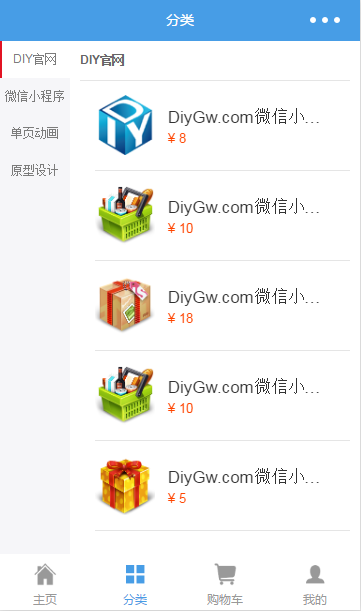 分类
DIY官网
微信小程序
单页动画
原型设计
DIY官网
DIY
DiyGw.com微信小...
¥ 8
DiyGw.com微信小...
¥ 10
DiyGw.com微信小...
¥ 18
DiyGw.com微信小...
¥ 10
DiyGw.com微信小...
¥ 5
主页
分类
购物车
我的